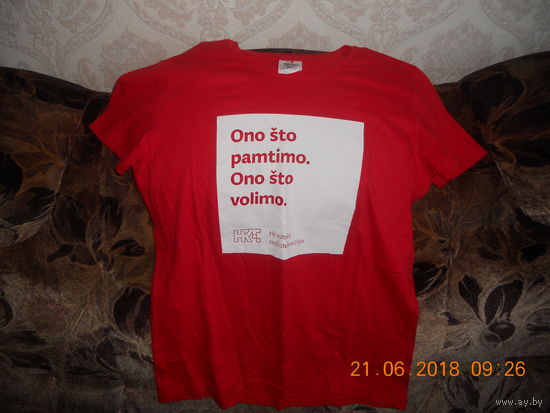 Ono što
pamtimo.
Ono što
volimo.
HRT Hrvatska
radiotelevizija
21.06.2018 09:26
www.ay.by